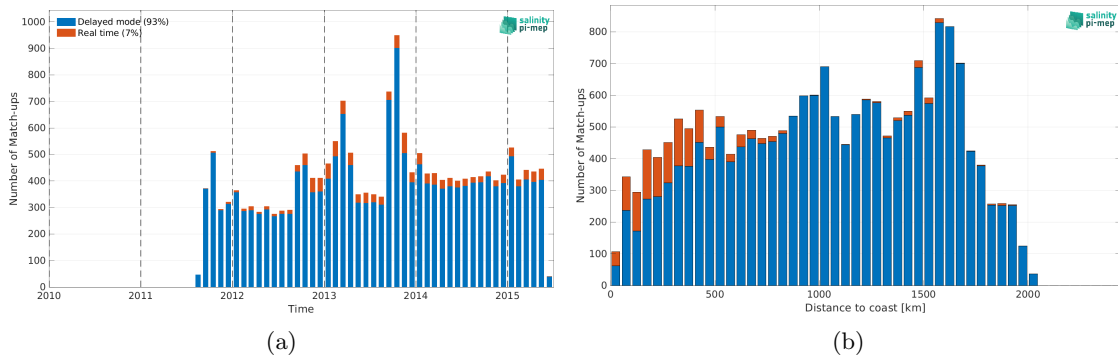 Delayed mode (93%)
Real time (7%)
salinity
pi-mep
1000
900
800
700
600
500
400
300
200
100
0
Number of Match-ups
2010
2011
2012
2013
2014
2015
Time
(a)
salinity
pi-mep
800
700
600
500
400
300
200
100
0
Number of Match-ups
0
500
1000
1500
2000
Distance to coast [km]
(b)